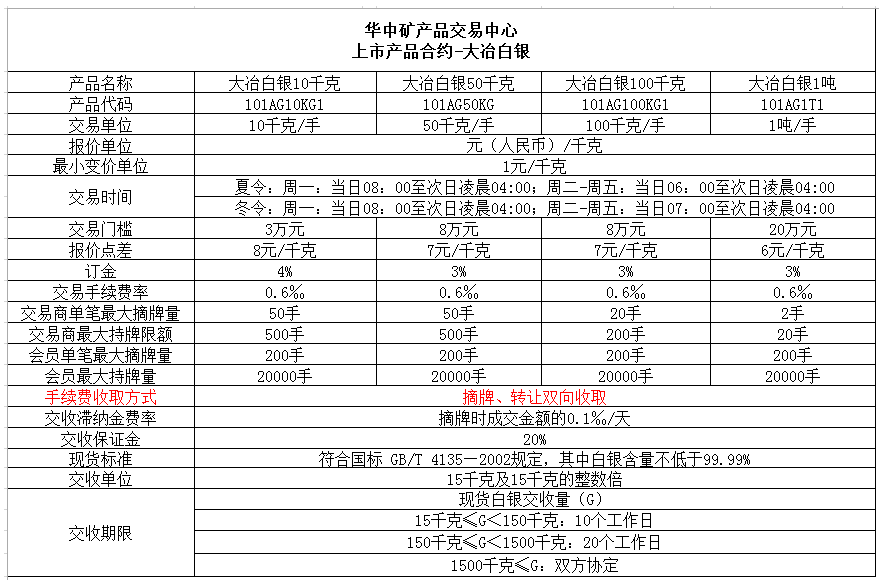 华中矿产品交易中心
上市产品合约-大冶白银
产品名称 大冶白银10千克 大冶白银50千克 大冶白银100千克 大冶白银1吨
产品代码 101AG10KG1 101AG50KG 101AG100KG1 101AG1T1
交易单位 10千克/手 50千克/手 100千克/手 1吨/手
报价单位 元（人民币）/千克
最小变价单位 1元/千克
交易时间 夏令：周一：当日08：00至次日凌晨04:00；周二-周五：当日06：00至次日凌晨04:00
冬令：周一：当日08：00至次日凌晨04:00；周二-周五：当日07：00至次日凌晨04:00
交易门槛 3万元 8万元 8万元 20万元
报价点差 8元/千克 7元/千克 7元/千克 6元/千克
订金 4% 3% 3% 3%
交易手续费率 0.6‰ 0.6‰ 0.6‰ 0.6‰
交易商单笔最大摘牌量 50手 50手 20手 2手
交易商最大持牌限额 500手 500手 200手 20手
会员单笔最大摘牌量 200手 200手 200手 200手
会员最大持牌量 20000手 20000手 20000手 20000手
手续费收取方式 摘牌、转让双向收取
交收滞纳金费率 摘牌时成交金额的0.1‰/天
交收保证金 20%
现货标准 符合国标 GB/T 4135—2002规定，其中白银含量不低于99.99%
交收单位 15千克及15千克的整数倍
交收期限 现货白银交收量（G）
15千克≤G＜150千克：10个工作日
150千克≤G＜1500千克：20个工作日
1500千克≤G：双方协定